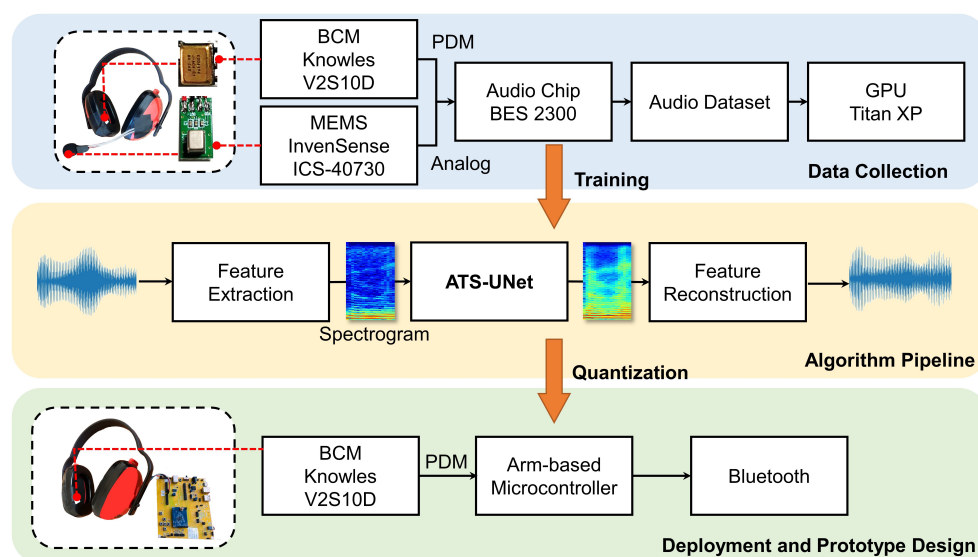 BCM
Knowles
V2S10D
PDM
MEMS
InvenSense
ICS-40730
Analog
Audio Chip
BES 2300
Audio Dataset
GPU
Titan XP
Data Collection
Training
Feature
Extraction
Spectrogram
ATS-UNet
Feature
Reconstruction
Algorithm Pipeline
Quantization
BCM
Knowles
V2S10D
PDM
Arm-based
Microcontroller
Bluetooth
Deployment and Prototype Design